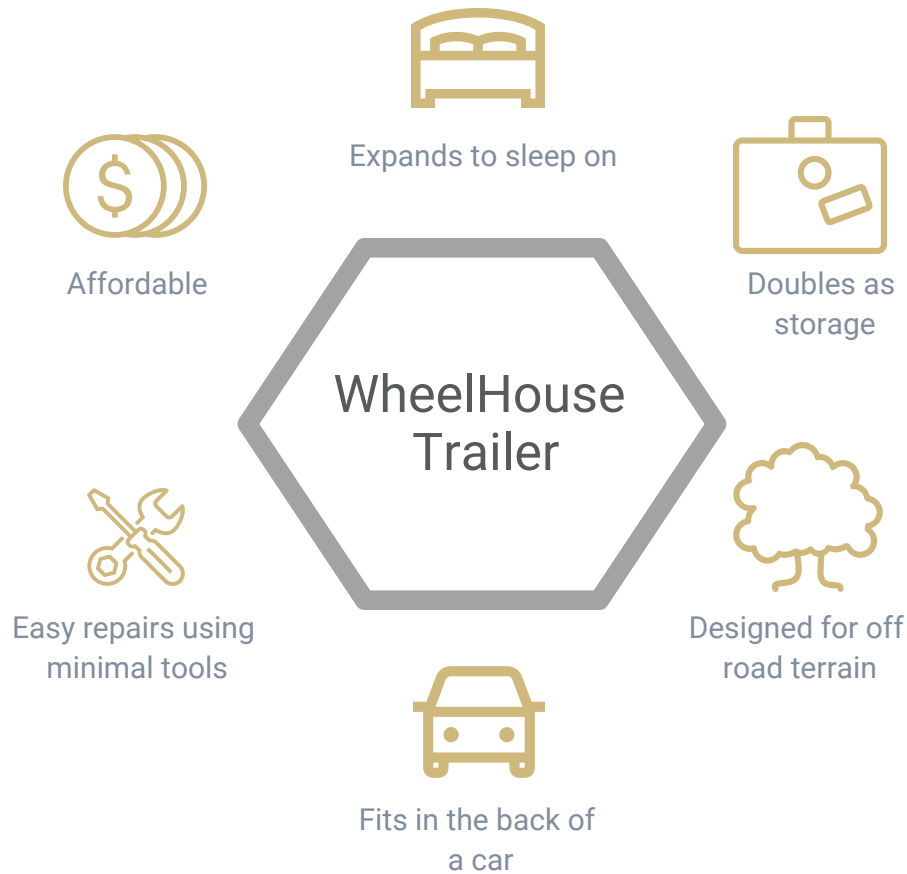 Expands to sleep on
$
Affordable
Doubles as
storage
WheelHouse
Trailer
Easy repairs using
minimal tools
Designed for off
road terrain
Fits in the back of
a car